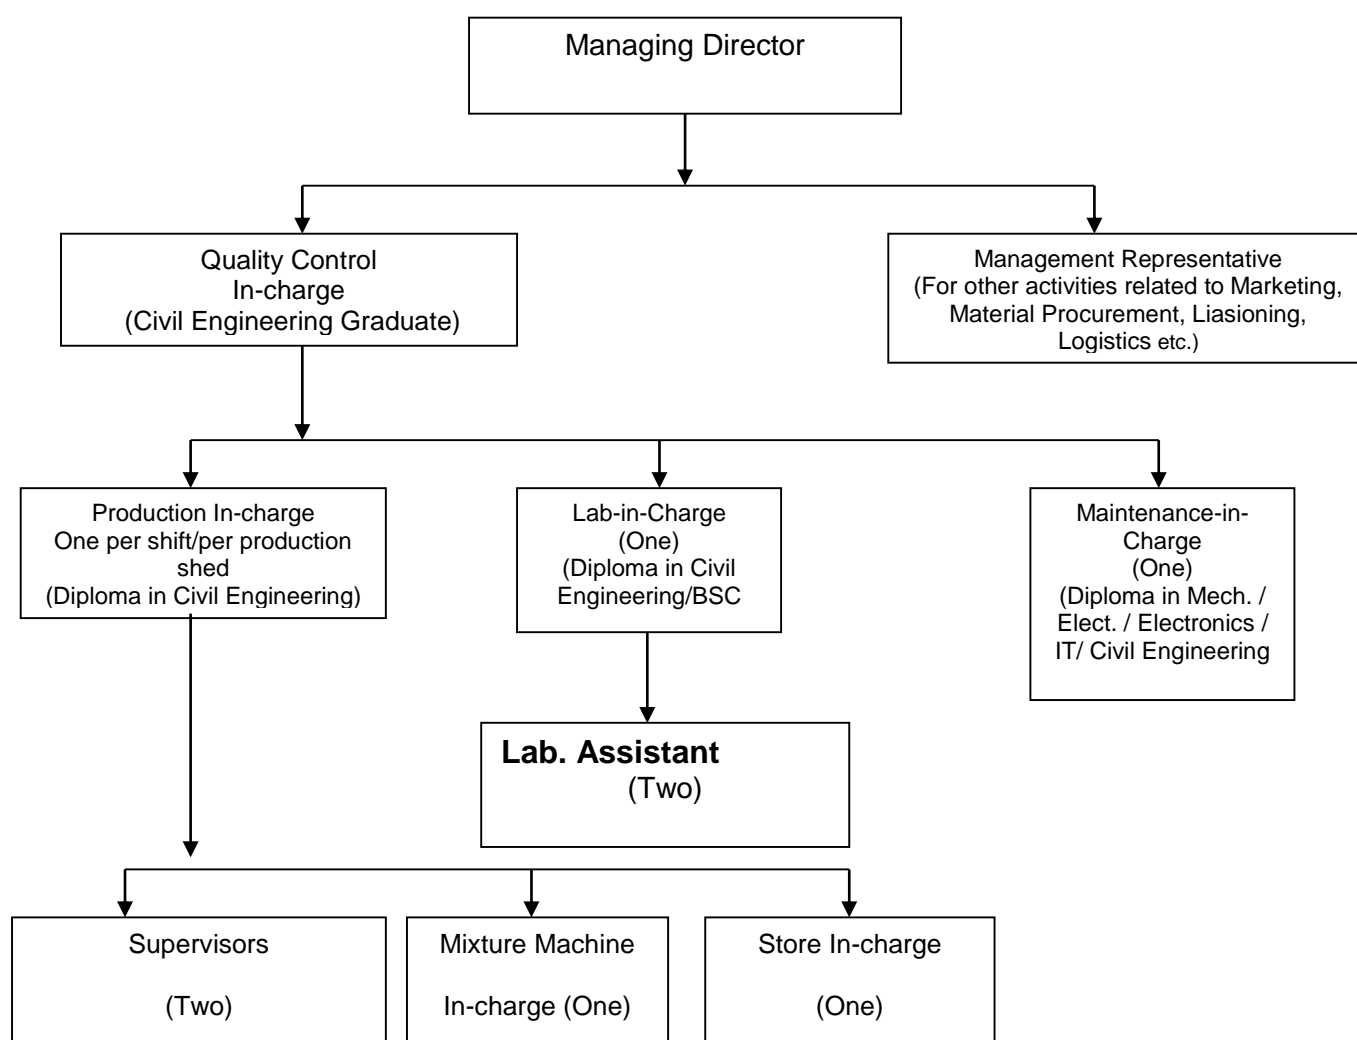 Managing Director
Quality Control
In-charge
(Civil Engineering Graduate)
Management Representative
(For other activities related to Marketing,
Material Procurement, Liasioning,
Logistics etc.)
Production In-charge
One per shift/per production
shed
(Diploma in Civil Engineering)
Lab-in-Charge
(One)
(Diploma in Civil
Engineering/BSC
Maintenance-in-
Charge
(One)
(Diploma in Mech. /
Elect. / Electronics /
IT/ Civil Engineering
Lab. Assistant
(Two)
Supervisors
(Two)
Mixture Machine
In-charge (One)
Store In-charge
(One)